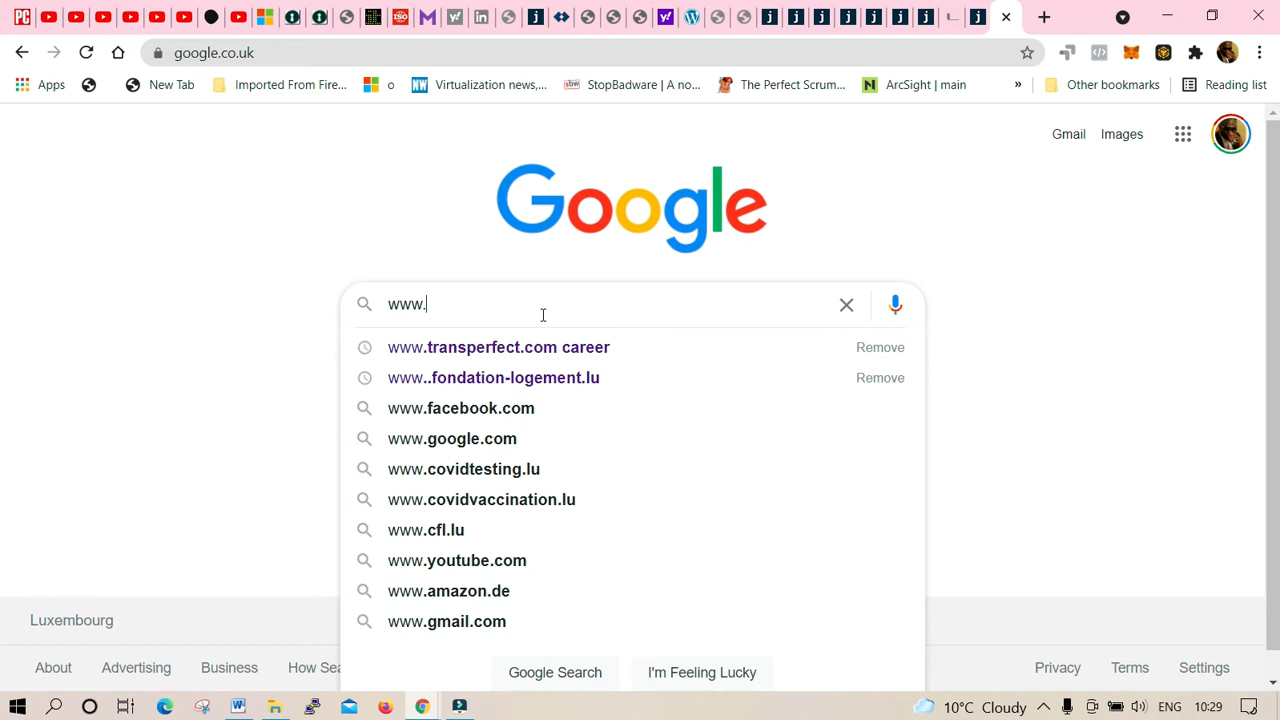 google.co.uk
Apps New Tab Imported From Fire... o Virtualization news,... StopBadware | A no... The Perfect Scrum... ArcSight | main » Other bookmarks Reading list
Gmail Images
Google
www.
www.transperfect.com career Remove
www..fondation-logement.lu Remove
www.facebook.com
www.google.com
www.covidtesting.lu
www.covidvaccination.lu
www.cfl.lu
www.youtube.com
www.amazon.de
www.gmail.com
Luxembourg
Google Search I'm Feeling Lucky
About Advertising Business How Sea Privacy Terms Settings
10°C Cloudy ENG 10:29